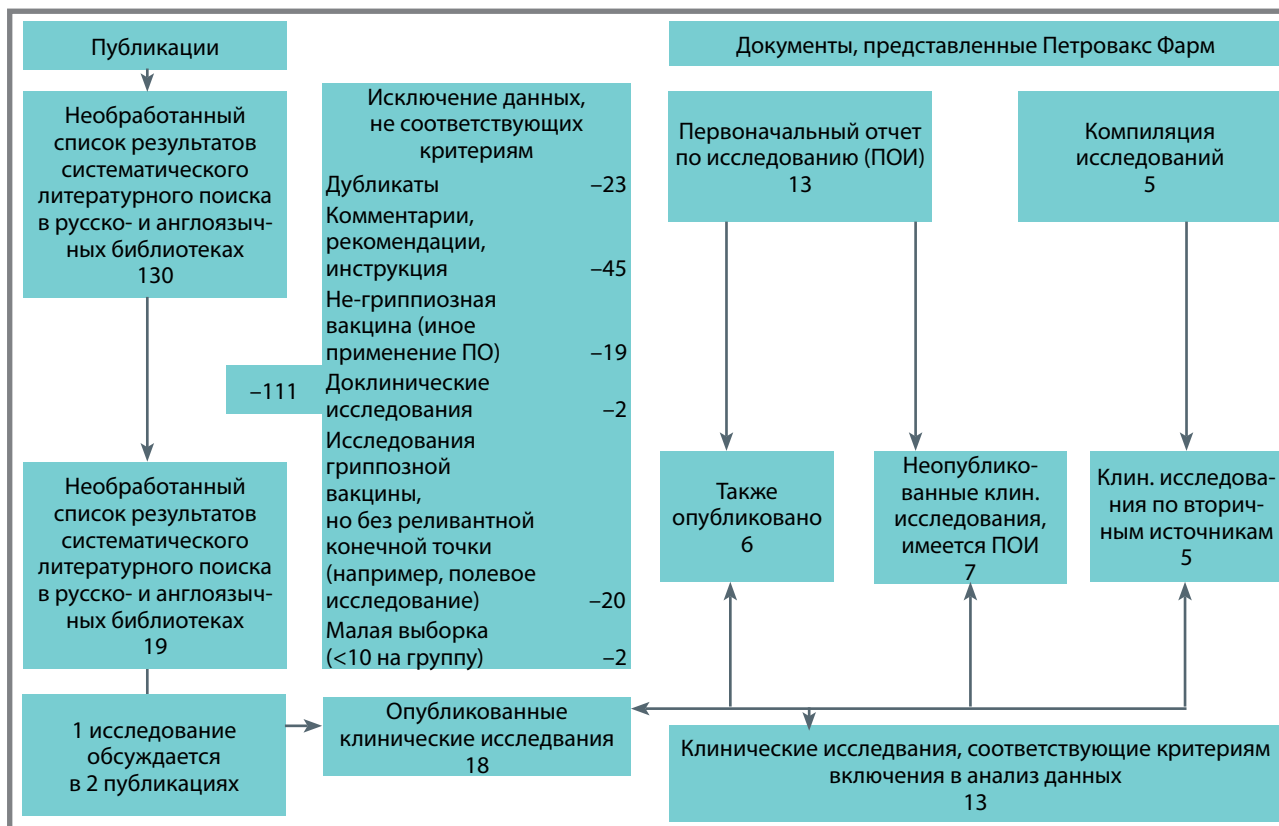 Публикации
Необработанный
список результатов
систематического
литературного поиска
в русско- и англоязыч-
ных библиотеках
130
Необработанный
список результатов
систематического
литературного поиска
в русско- и англоязыч-
ных библиотеках
19
1 исследование
обсуждается
в 2 публикациях
–111
Исключение данных,
не соответствующих
критериям
Дубликаты –23
Комментарии,
рекомендации,
инструкция –45
Не-гриппиозная
вакцина (иное
применение ПО) –19
Доклинические
исследования –2
Исследования
гриппозной
вакцины,
но без реливантной
конечной точки
(например, полевое
исследование) –20
Малая выборка
(<10 на группу) –2
Опубликованные
клинические исследвания
18
Документы, представленные Петровакс Фарм
Первоначальный отчет
по исследованию (ПОИ)
13
Компиляция
исследований
5
Также
опубликовано
6
Неопублико-
ванные клин.
исследования,
имеется ПОИ
7
Клин. исследова-
ния по вторич-
ным источникам
5
Клинические исследвания, соответствующие критериям
включения в анализ данных
13